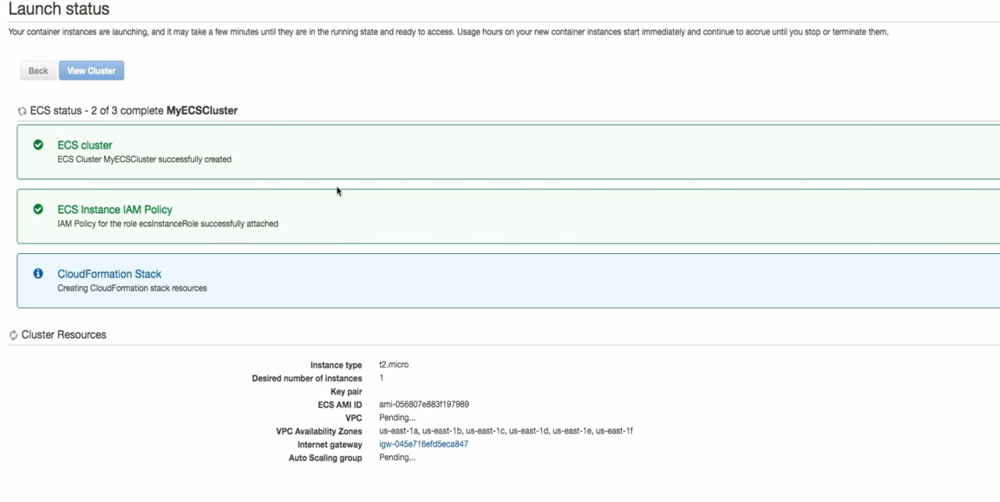 Launch status
Your container instances are launching, and it may take a few minutes until they are in the running state and ready to access. Usage hours on your new container instances start immediately and continue to accrue until you stop or terminate them.
Back View Cluster
ECS status - 2 of 3 complete MyECSCluster
ECS cluster
ECS Cluster MyECSCluster successfully created
ECS Instance IAM Policy
IAM Policy for the role ecsInstanceRole successfully attached
CloudFormation Stack
Creating CloudFormation stack resources
Cluster Resources
Instance type t2.micro
Desired number of instances 1
Key pair
ECS AMI ID ami-056807e883f197989
VPC Pending...
VPC Availability Zones us-east-1a, us-east-1b, us-east-1c, us-east-1d, us-east-1e, us-east-1f
Internet gateway igw-045e716efd5eca847
Auto Scaling group Pending...